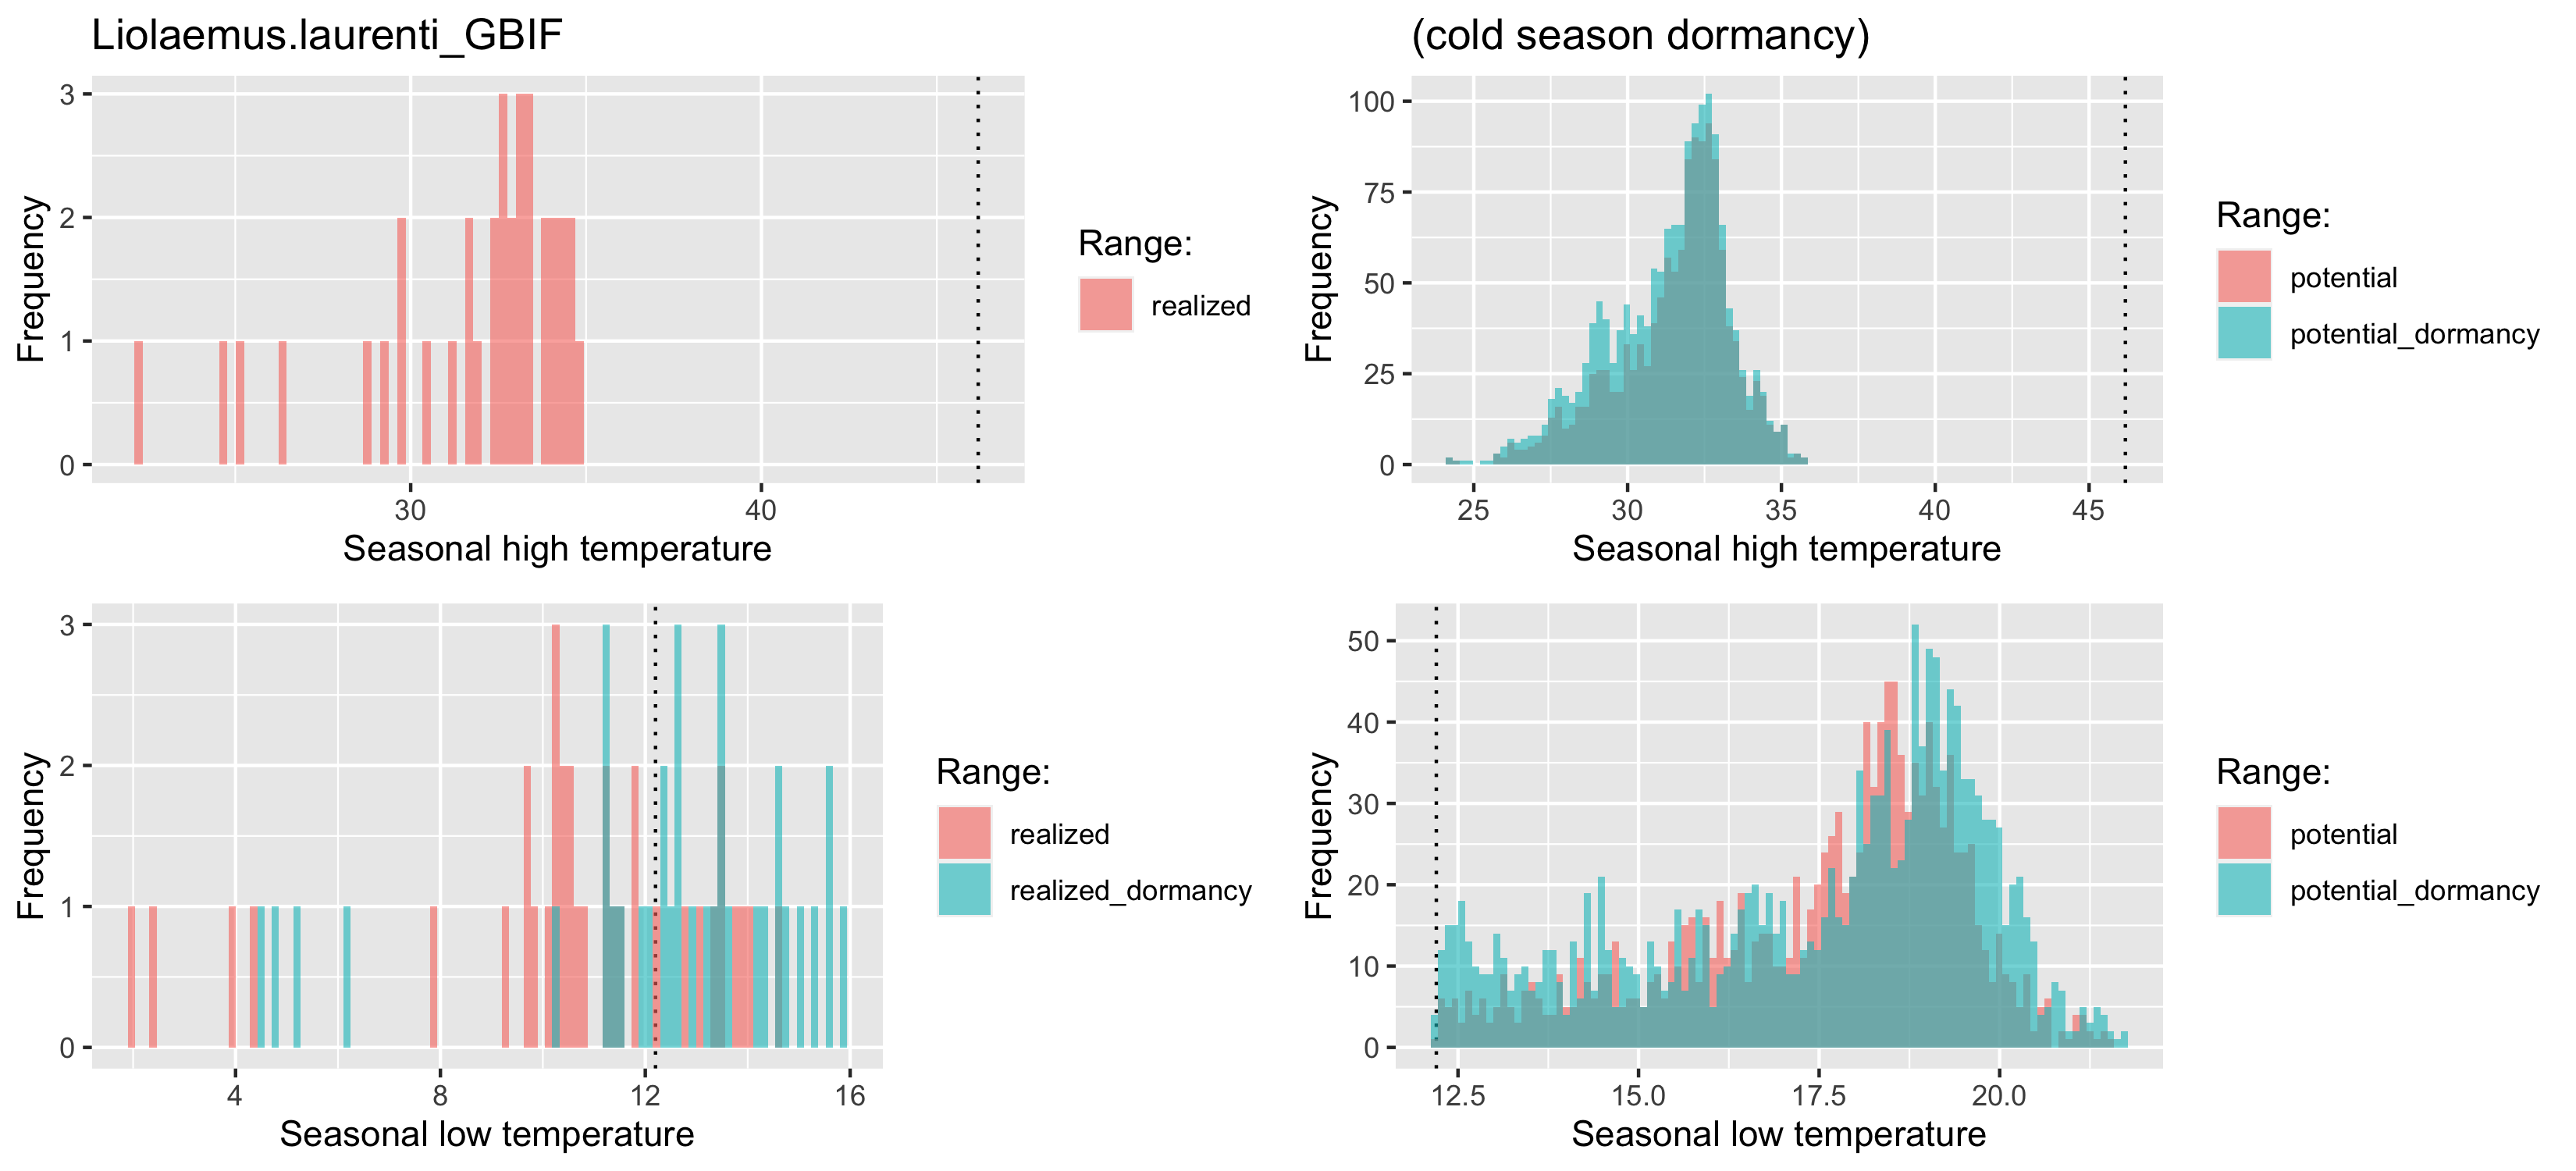 Liolaemus.laurenti_GBIF
(cold season dormancy)
3
2
1
0
Frequency
30
40
Seasonal high temperature
Range:
realized
100
75
50
25
0
Frequency
25
30
35
40
45
Seasonal high temperature
Range:
potential
potential_dormancy
3
2
1
0
Frequency
4
8
12
16
Seasonal low temperature
Range:
realized
realized_dormancy
50
40
30
20
10
0
Frequency
12.5
15.0
17.5
20.0
Seasonal low temperature
Range:
potential
potential_dormancy